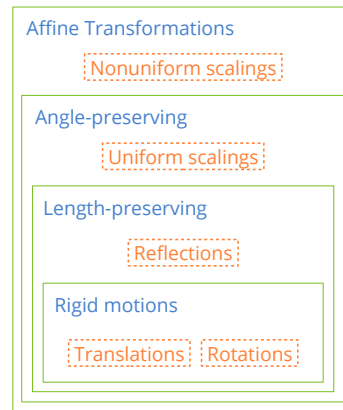 Affine Transformations
Nonuniform scalings
Angle-preserving
Uniform scalings
Length-preserving
Reflections
Rigid motions
Translations Rotations